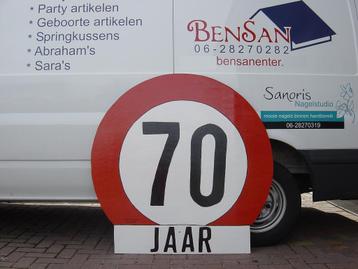 Party artikelen
Geboorte artikelen
Springkussens
Abraham's
Sara's
BENSAN
06-28270282
bensanenter.
Sanoris
Nagelstudio
06-28270319
70
JAAR